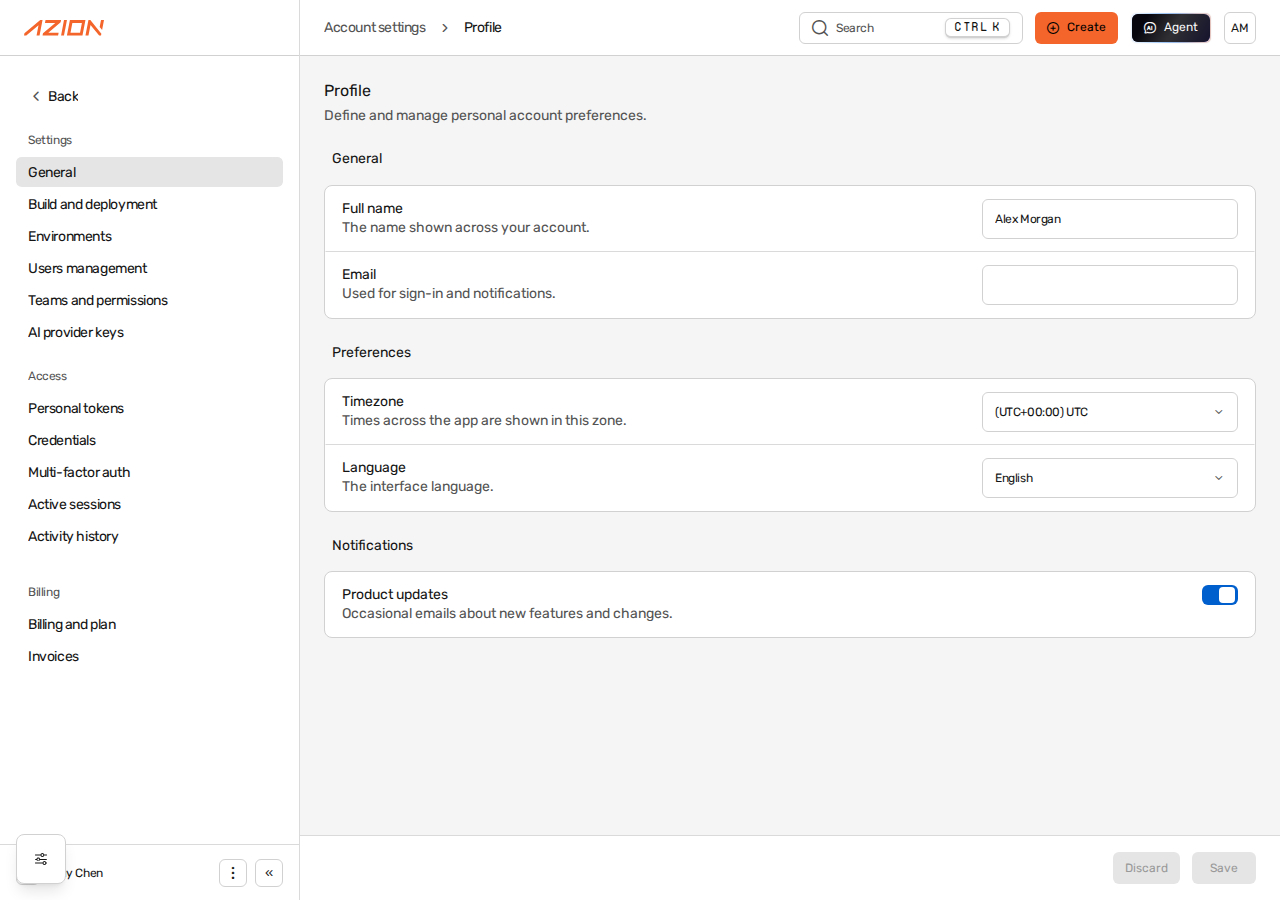 AZION
Account settings
Profile
Search
CTRL K
Create
Agent
AM
Back
Settings
General
Build and deployment
Environments
Users management
Teams and permissions
AI provider keys
Access
Personal tokens
Credentials
Multi-factor auth
Active sessions
Activity history
Billing
Billing and plan
Invoices
y Chen
Profile
Define and manage personal account preferences.
General
Full name
The name shown across your account.
Alex Morgan
Email
Used for sign-in and notifications.
Preferences
Timezone
Times across the app are shown in this zone.
(UTC+00:00) UTC
Language
The interface language.
English
Notifications
Product updates
Occasional emails about new features and changes.
Discard
Save